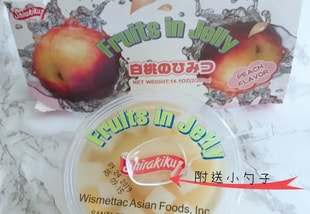 Shirakiku
Fruits in Jelly
Shirakiku
白桃のひみつ
PEACH
FLAVOR
Fruits in Jelly
Shirakiku
附送小勺子
Wismettac Asian Foods, Inc